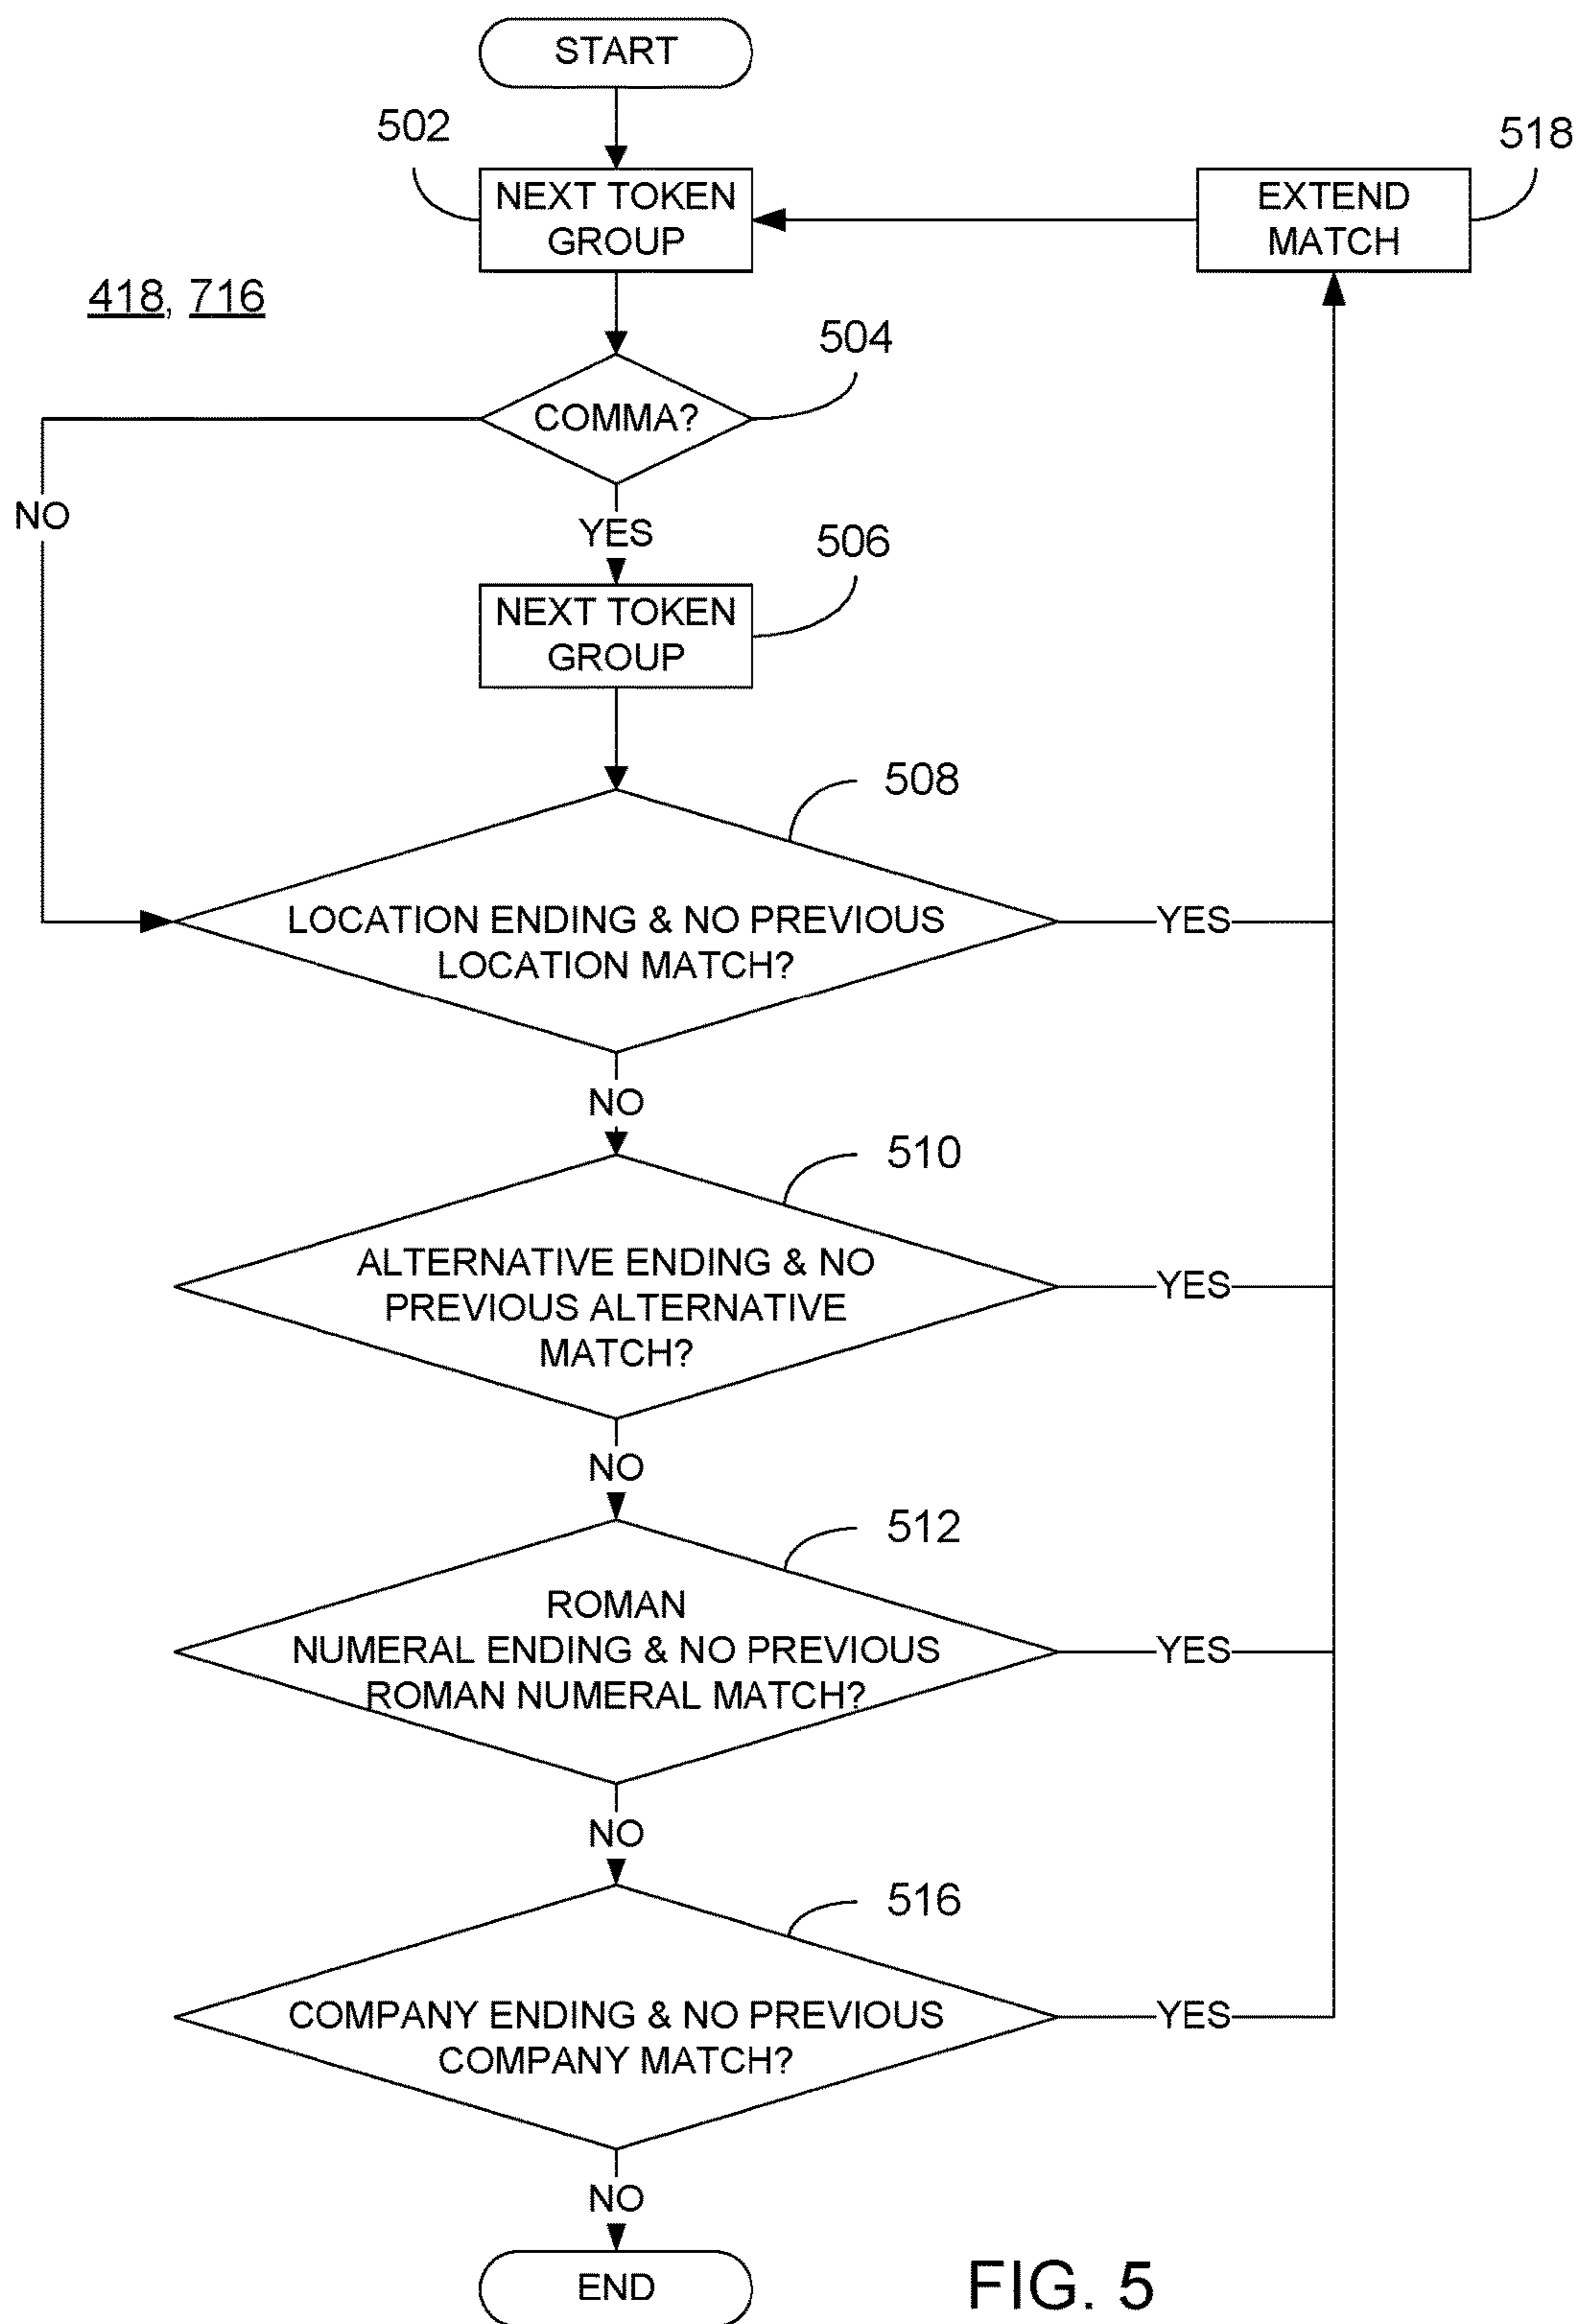 START
502
518
NEXT TOKEN
GROUP
EXTEND
MATCH
418, 716
504
COMMA?
NO
YES
506
NEXT TOKEN
GROUP
508
LOCATION ENDING & NO PREVIOUS
LOCATION MATCH?
YES
NO
510
ALTERNATIVE ENDING & NO
PREVIOUS ALTERNATIVE
MATCH?
YES
NO
512
ROMAN
NUMERAL ENDING & NO PREVIOUS
ROMAN NUMERAL MATCH?
YES
NO
516
COMPANY ENDING & NO PREVIOUS
COMPANY MATCH?
YES
NO
END
FIG. 5